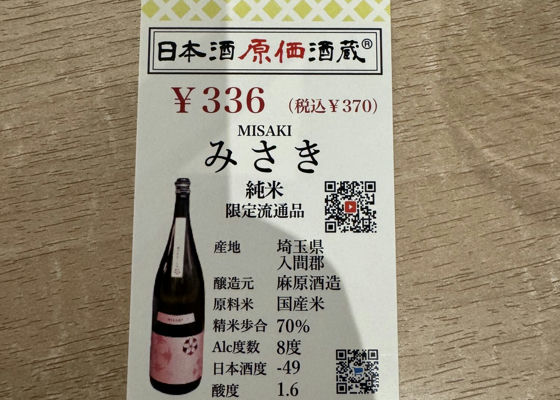 日本酒原価酒蔵®
￥336 (税込￥370)
MISAKI
みさき
純米
限定流通品
産地 埼玉県
入間郡
醸造元 麻原酒造
原料米 国産米
精米歩合 70%
Alc度数 8度
日本酒度 -49
酸度 1.6